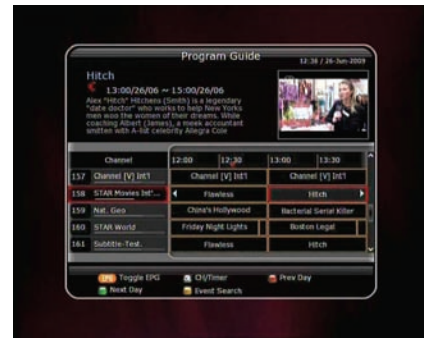 Program Guide
12:38 / 26-Jun-2009
Hitch
13:00/26/06 ~ 15:00/26/06
Alex "Hitch" Hitchens (Smith) is a legendary
"date doctor" who works to help New Yorks
men woo the women of their dreams. While
coaching Albert (James), a meek accountant
smitten with A-list celebrity Allegra Cole
Channel 12:00 12:30 13:00 13:30
157 Channel [V] Int'l Channel [V] Int'l Channel [V] Int'l
158 STAR Movies Int'... Flawless Hitch
159 Nat. Geo China's Hollywood Bacterial Serial Killer
160 STAR World Friday Night Lights Boston Legal
161 Subtitle-Test. Flawless Hitch
EPG Toggle EPG CH/Timer Prev Day
Next Day Event Search